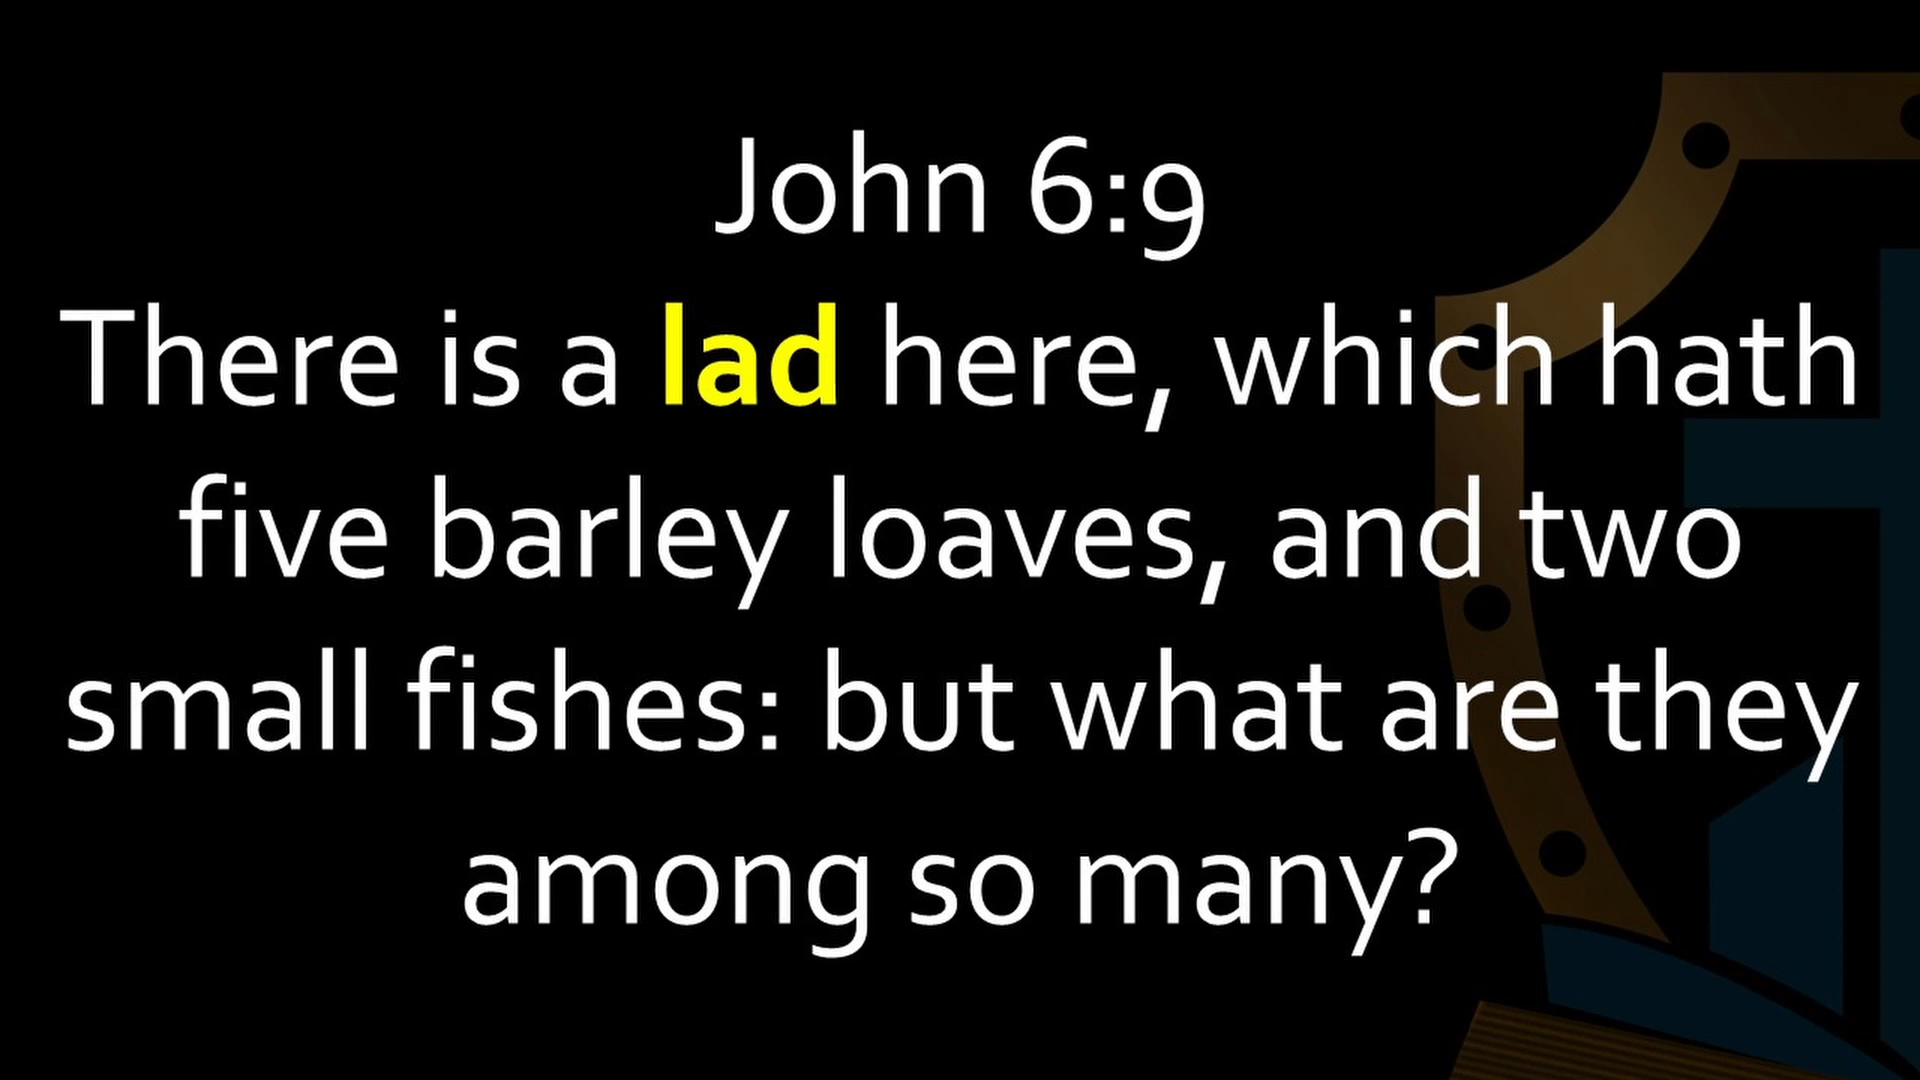 John 6:9
There is a lad here, which hath
five barley loaves, and two
small fishes: but what are they
among so many?